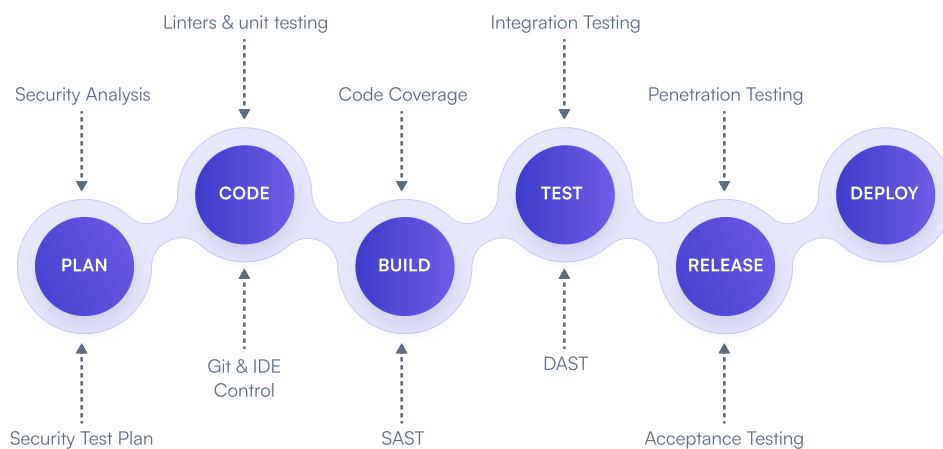 Linters & unit testing
Integration Testing
Security Analysis
Code Coverage
Penetration Testing
CODE
TEST
DEPLOY
PLAN
BUILD
RELEASE
Git & IDE
Control
DAST
Security Test Plan
SAST
Acceptance Testing